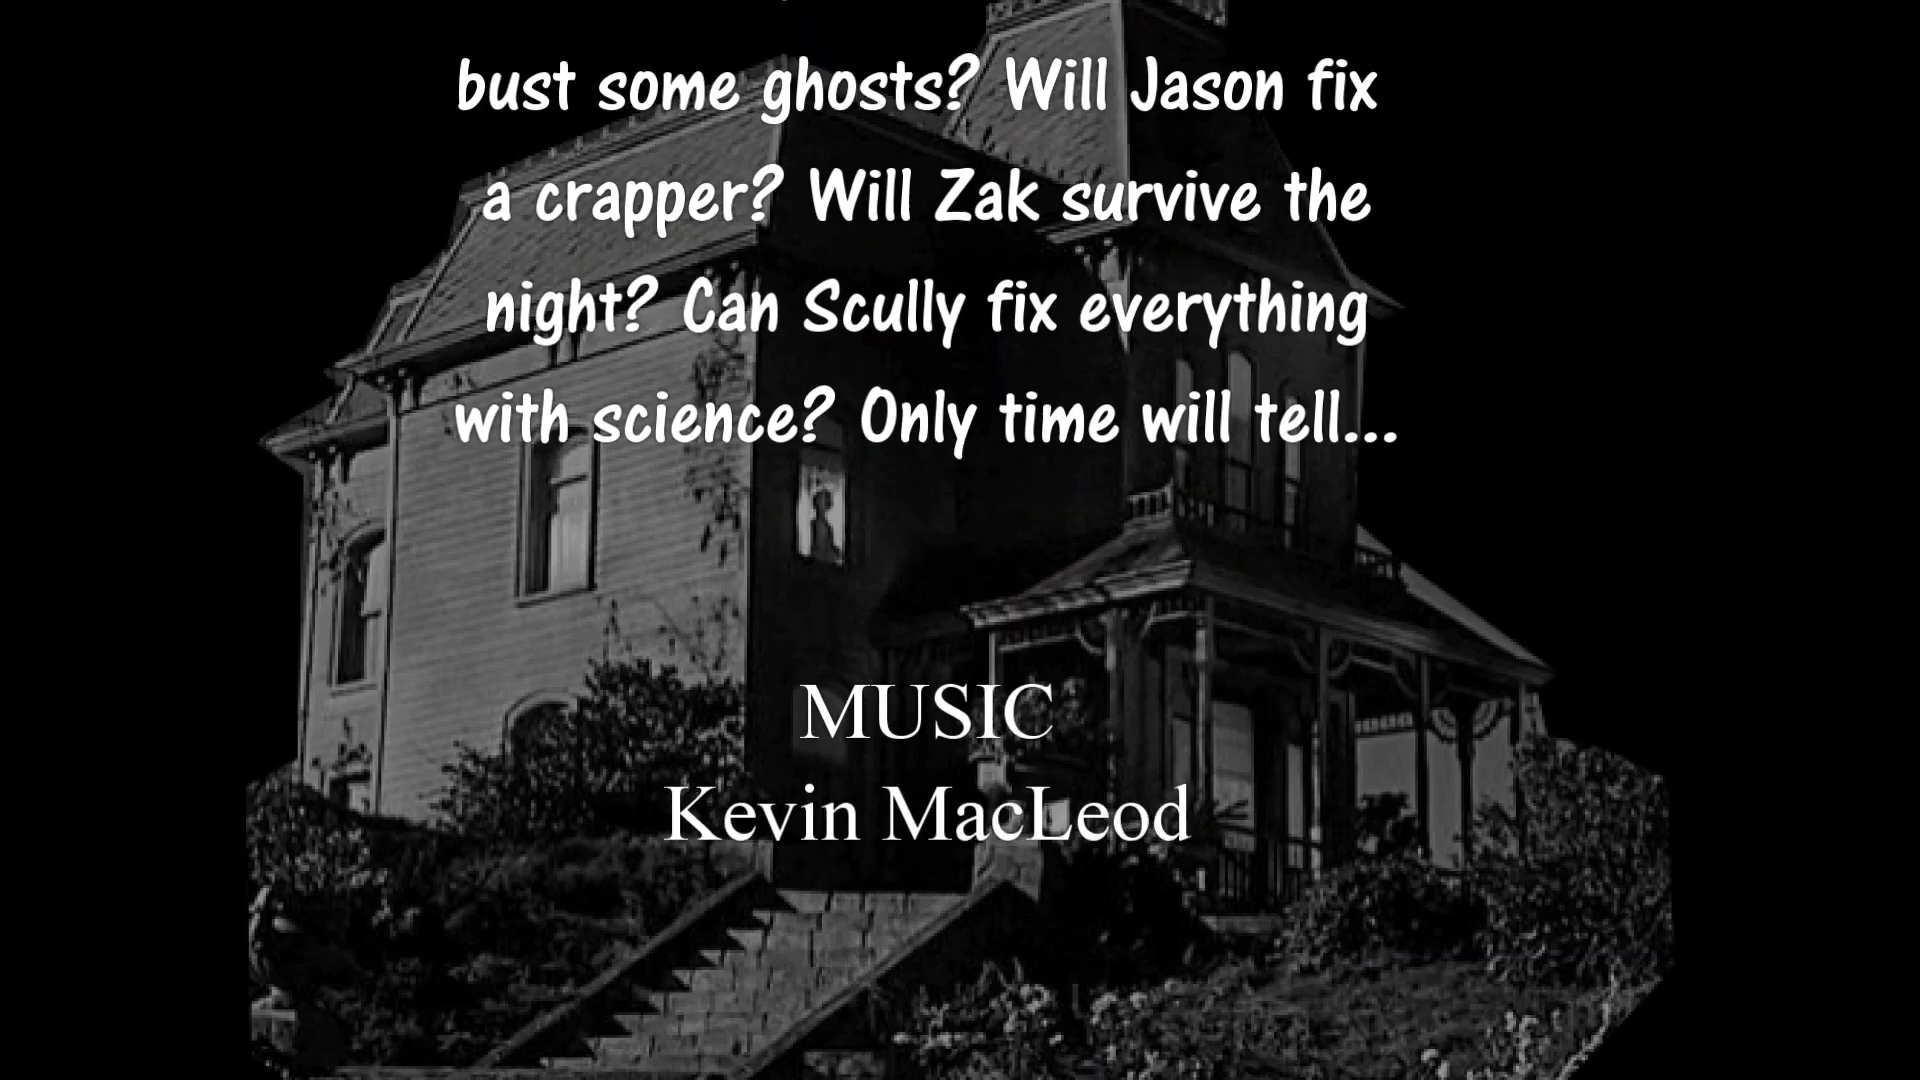 bust some ghosts? Will Jason fix
a crapper? Will Zak survive the
night? Can Scully fix everything
with science? Only time will tell...
MUSIC
Kevin MacLeod